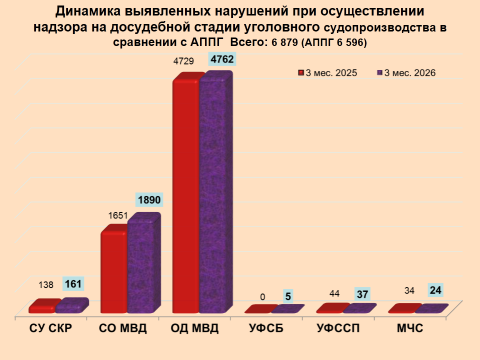 Динамика выявленных нарушений при осуществлении
надзора на досудебной стадии уголовного судопроизводства в
сравнении с АППГ Всего: 6 879 (АППГ 6 596)
3 мес. 2025 3 мес. 2026
4729 4762
1651 1890
138 161
0 5
44 37
34 24
СУ СКР СО МВД ОД МВД УФСБ УФССП МЧС